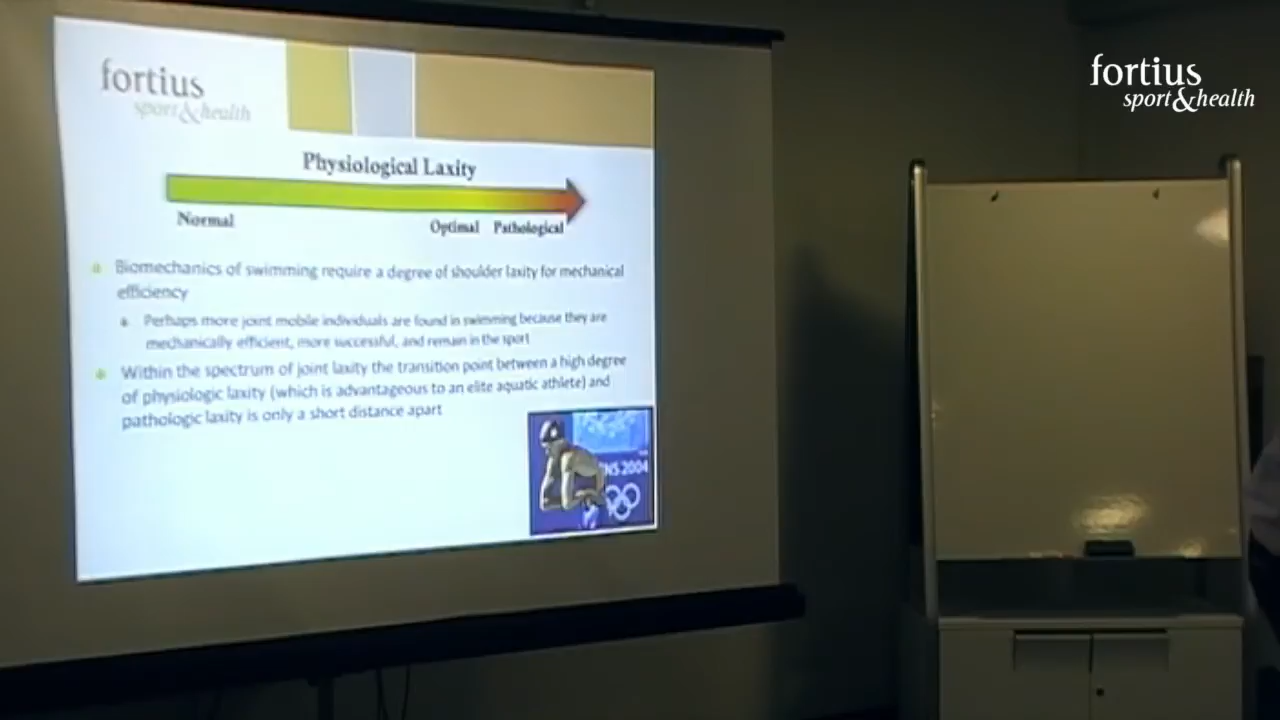 fortius
sport&health
fortius
sport&health
Physiological Laxity
Normal
Optimal Pathological
Biomechanics of swimming require a degree of shoulder laxity for mechanical
efficiency
Perhaps more joint mobile individuals are found in swimming because they are
mechanically efficient, more successful, and remain in the sport
Within the spectrum of joint laxity the transition point between a high degree
of physiologic laxity (which is advantageous to an elite aquatic athlete) and
pathologic laxity is only a short distance apart
NS 2004